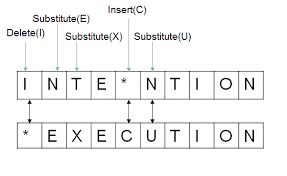 Insert(C)
Substitute(E)
Delete(I)
Substitute(X)
Substitute(U)
I N T E * N T I O N
* E X E C U T I O N